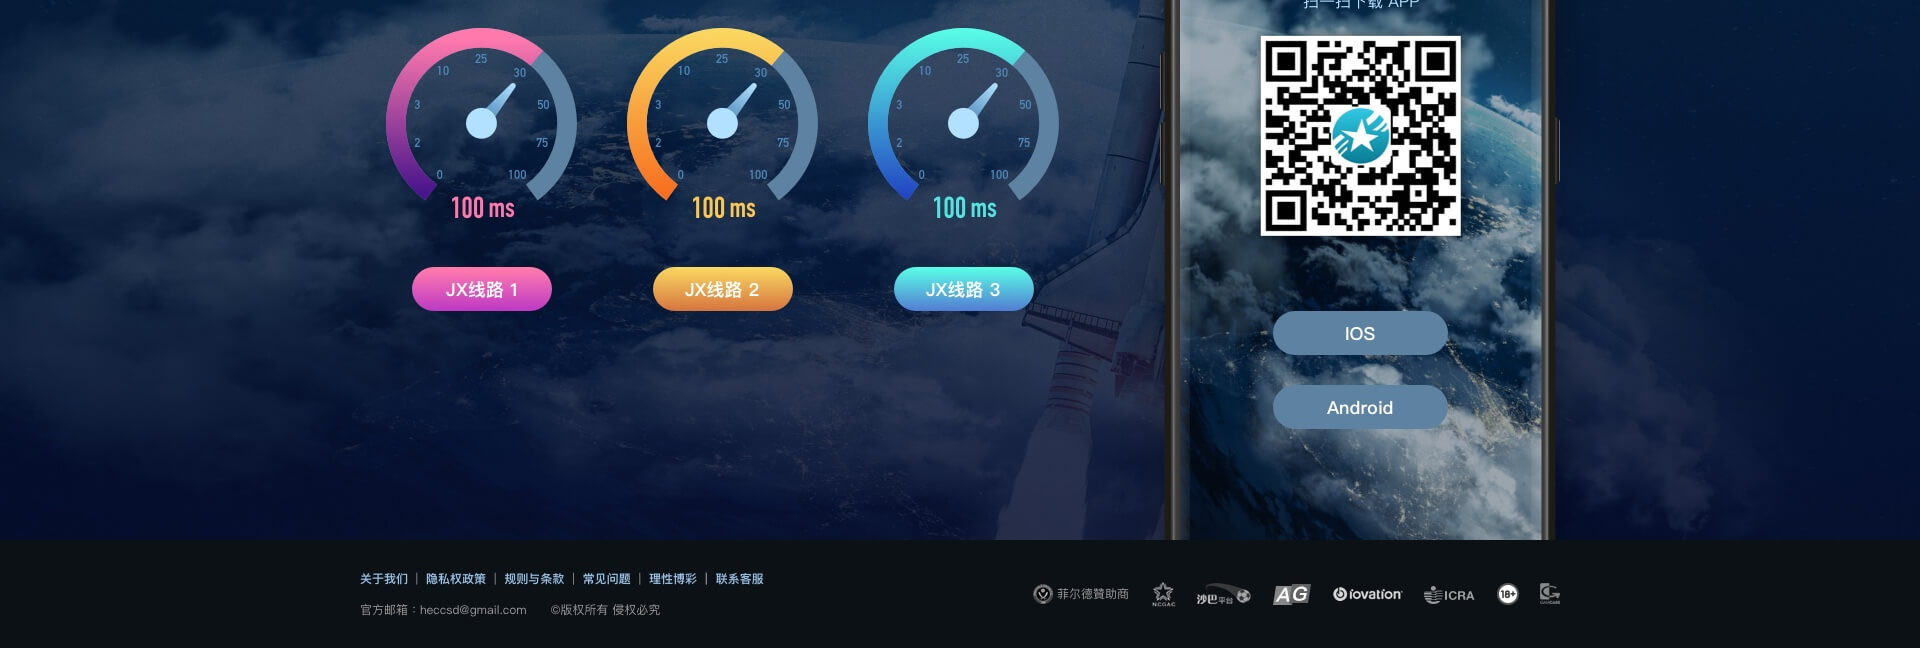 扫一扫下载 APP
25
10
30
3
50
2
75
0
100
100 ms
25
10
30
3
50
2
75
0
100
100 ms
25
10
30
3
50
2
75
0
100
100 ms
JX线路 1
JX线路 2
JX线路 3
IOS
Android
关于我们 | 隐私权政策 | 规则与条款 | 常见问题 | 理性博彩 | 联系客服
官方邮箱：heccsd@gmail.com ©版权所有 侵权必究
菲尔德赞助商 NCGAC 沙巴平台 AG iovation ICRA 18+